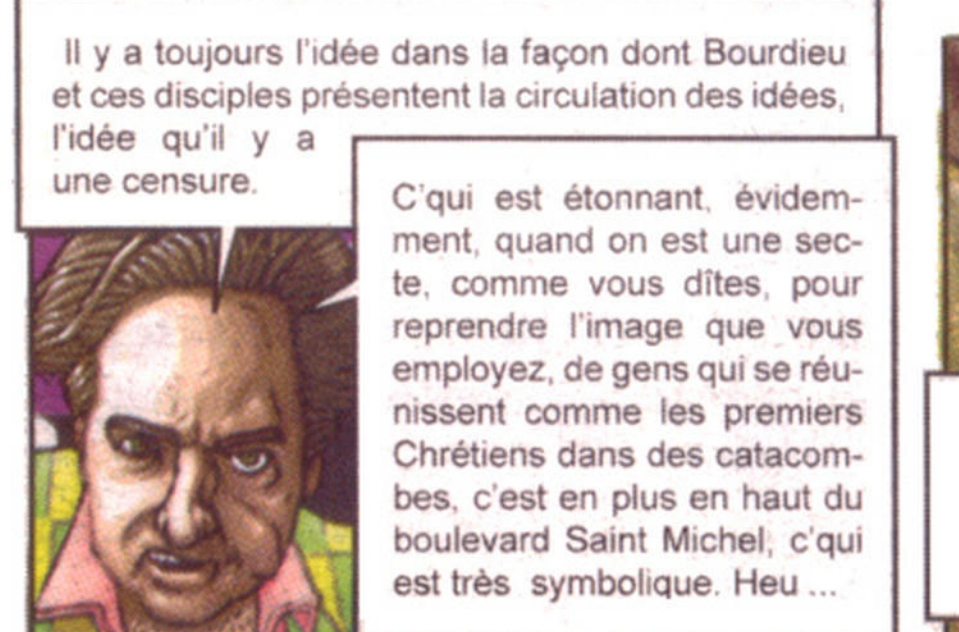 Il y a toujours l'idée dans la façon dont Bourdieu
et ces disciples présentent la circulation des idées,
l'idée qu'il y a
une censure.
C'qui est étonnant, évidem-
ment, quand on est une sec-
te, comme vous dîtes, pour
reprendre l'image que vous
employez, de gens qui se réu-
nissent comme les premiers
Chrétiens dans des catacom-
bes, c'est en plus en haut du
boulevard Saint Michel, c'qui
est très symbolique. Heu ...